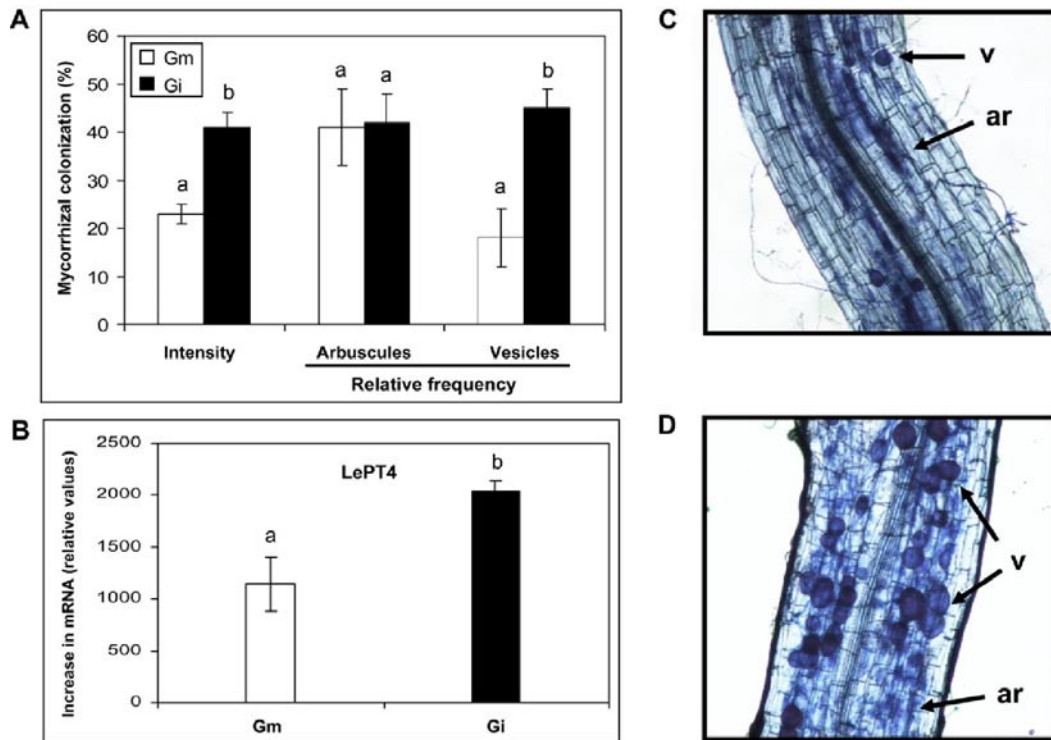 A
Mycorrhizal colonization (%)
60
50
40
30
20
10
0
Gm
Gi
a
b
a
a
a
b
Intensity
Arbuscules
Vesicles
Relative frequency
B
Increase in mRNA (relative values)
2500
2000
1500
1000
500
0
LePT4
a
b
Gm
Gi
C
v
ar
D
v
ar